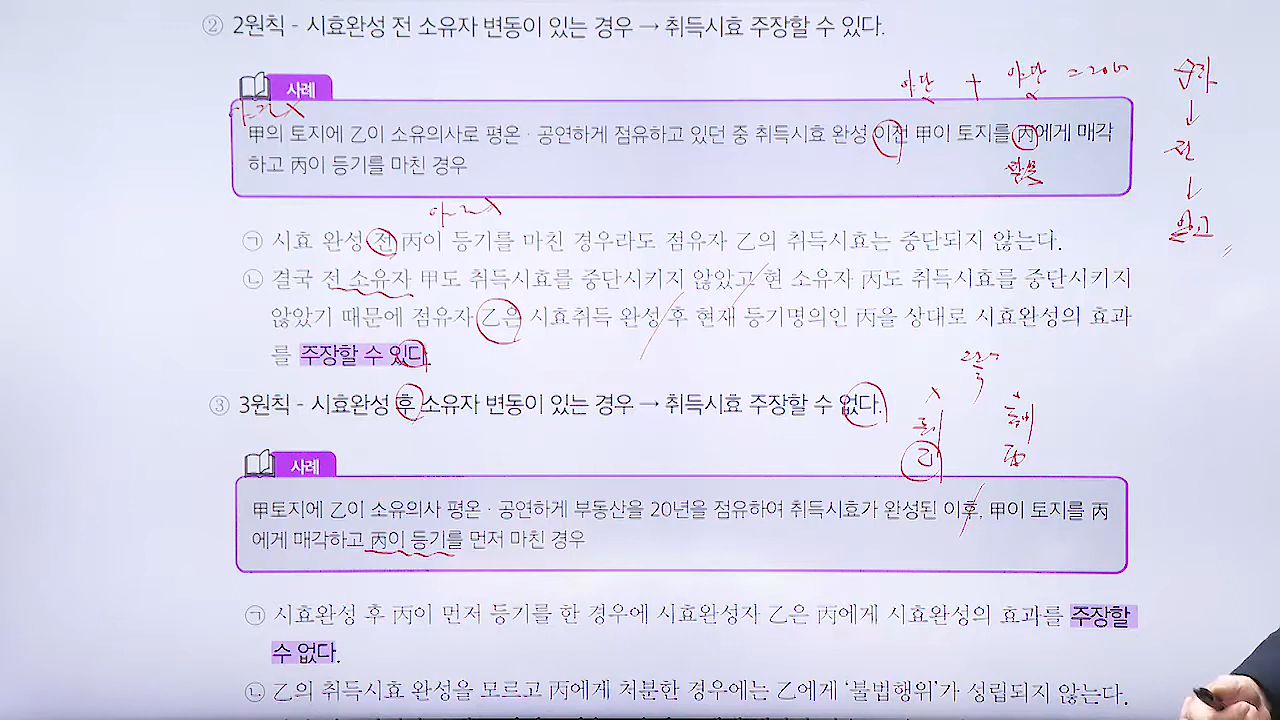 ② 2원칙 - 시효완성 전 소유자 변동이 있는 경우 → 취득시효 주장할 수 있다.
사례
甲의 토지에 乙이 소유의사로 평온 · 공연하게 점유하고 있던 중 취득시효 완성 이전 甲이 토지를 丙에게 매각
하고 丙이 등기를 마친 경우
㉠ 시효 완성 전 丙이 등기를 마친 경우라도 점유자 乙의 취득시효는 중단되지 않는다.
㉡ 결국 전 소유자 甲도 취득시효를 중단시키지 않았고 현 소유자 丙도 취득시효를 중단시키지
않았기 때문에 점유자 乙은 시효취득 완성 후 현재 등기명의인 丙을 상대로 시효완성의 효과
를 주장할 수 있다.
③ 3원칙 - 시효완성 후 소유자 변동이 있는 경우 → 취득시효 주장할 수 없다.
사례
甲토지에 乙이 소유의사 평온 · 공연하게 부동산을 20년을 점유하여 취득시효가 완성된 이후, 甲이 토지를 丙
에게 매각하고 丙이 등기를 먼저 마친 경우
㉠ 시효완성 후 丙이 먼저 등기를 한 경우에 시효완성자 乙은 丙에게 시효완성의 효과를 주장할
수 없다.
㉡ 乙의 취득시효 완성을 모르고 丙에게 처분한 경우에는 乙에게 ‘불법행위’가 성립되지 않는다.